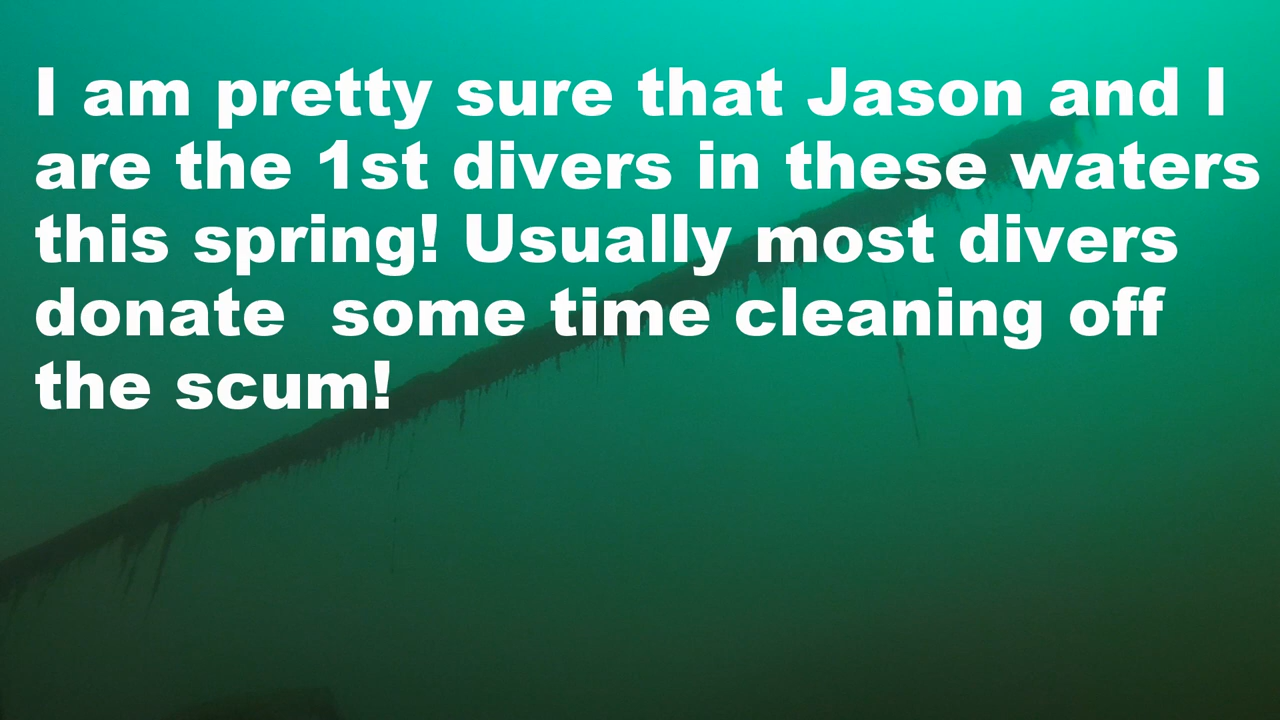 I am pretty sure that Jason and I
are the 1st divers in these waters
this spring! Usually most divers
donate  some time cleaning off
the scum!